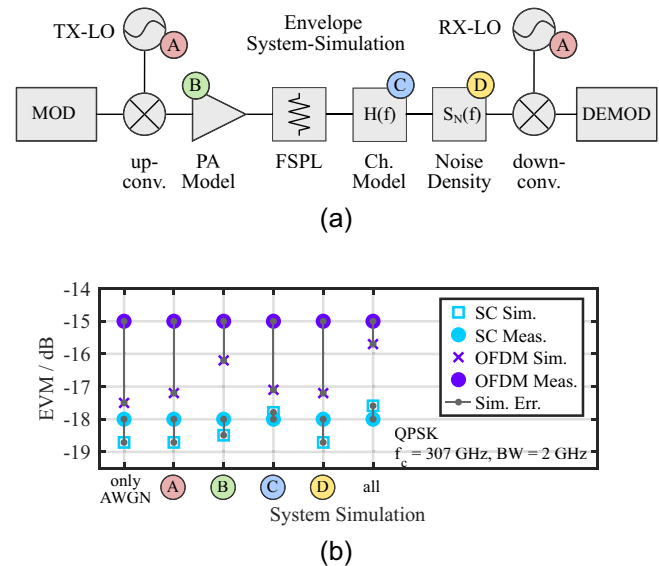 TX-LO
Envelope
System-Simulation
RX-LO
A
A
B
C
D
MOD
H(f)
S_N(f)
DEMOD
up-
conv.
PA
Model
FSPL
Ch.
Model
Noise
Density
down-
conv.
(a)
EVM / dB
-14
-15
-16
-17
-18
-19
SC Sim.
SC Meas.
OFDM Sim.
OFDM Meas.
Sim. Err.
QPSK
f_c = 307 GHz, BW = 2 GHz
only
AWGN
A
B
C
D
all
System Simulation
(b)